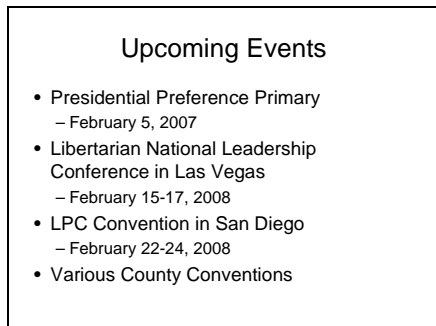 Upcoming Events
• Presidential Preference Primary
– February 5, 2007
• Libertarian National Leadership
Conference in Las Vegas
– February 15-17, 2008
• LPC Convention in San Diego
– February 22-24, 2008
• Various County Conventions